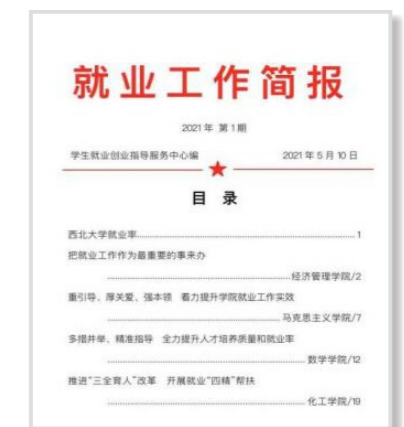 就业工作简报
2021年 第1期
学生就业创业指导服务中心编 2021年5月10日
目 录
西北大学就业率........................................1
把就业工作作为最重要的事来办
........................................经济管理学院/2
重引导、厚关爱、强本领 着力提升学院就业工作实效
........................................马克思主义学院/7
多措并举、精准指导 全力提升人才培养质量和就业率
........................................数学学院/12
推进“三全育人”改革 开展就业“四精”帮扶
........................................化工学院/19